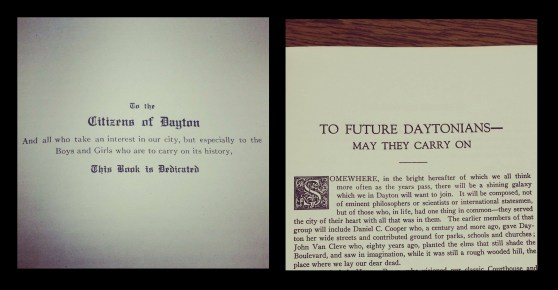 To the
Citizens of Dayton
And all who take an interest in our city, but especially to the
Boys and Girls who are to carry on its history,
This Book is Dedicated
TO FUTURE DAYTONIANS—
MAY THEY CARRY ON
SOMEWHERE, in the bright hereafter of which we all think
more often as the years pass, there will be a shining galaxy
which we in Dayton will want to join. It will be composed, not
of eminent philosophers or scientists or international statesmen,
but of those who, in life, had one thing in common—they served
the city of their heart with all that was in them. The earlier members of that
group will include Daniel C. Cooper who, a century and more ago, gave Day-
ton her wide streets and contributed ground for parks, schools and churches;
John Van Cleve who, eighty years ago, planted the elms that still shade the
Boulevard, and saw in imagination, while it was still a rough wooded hill, the
place where we lay our dear dead.
classic Courthouse and